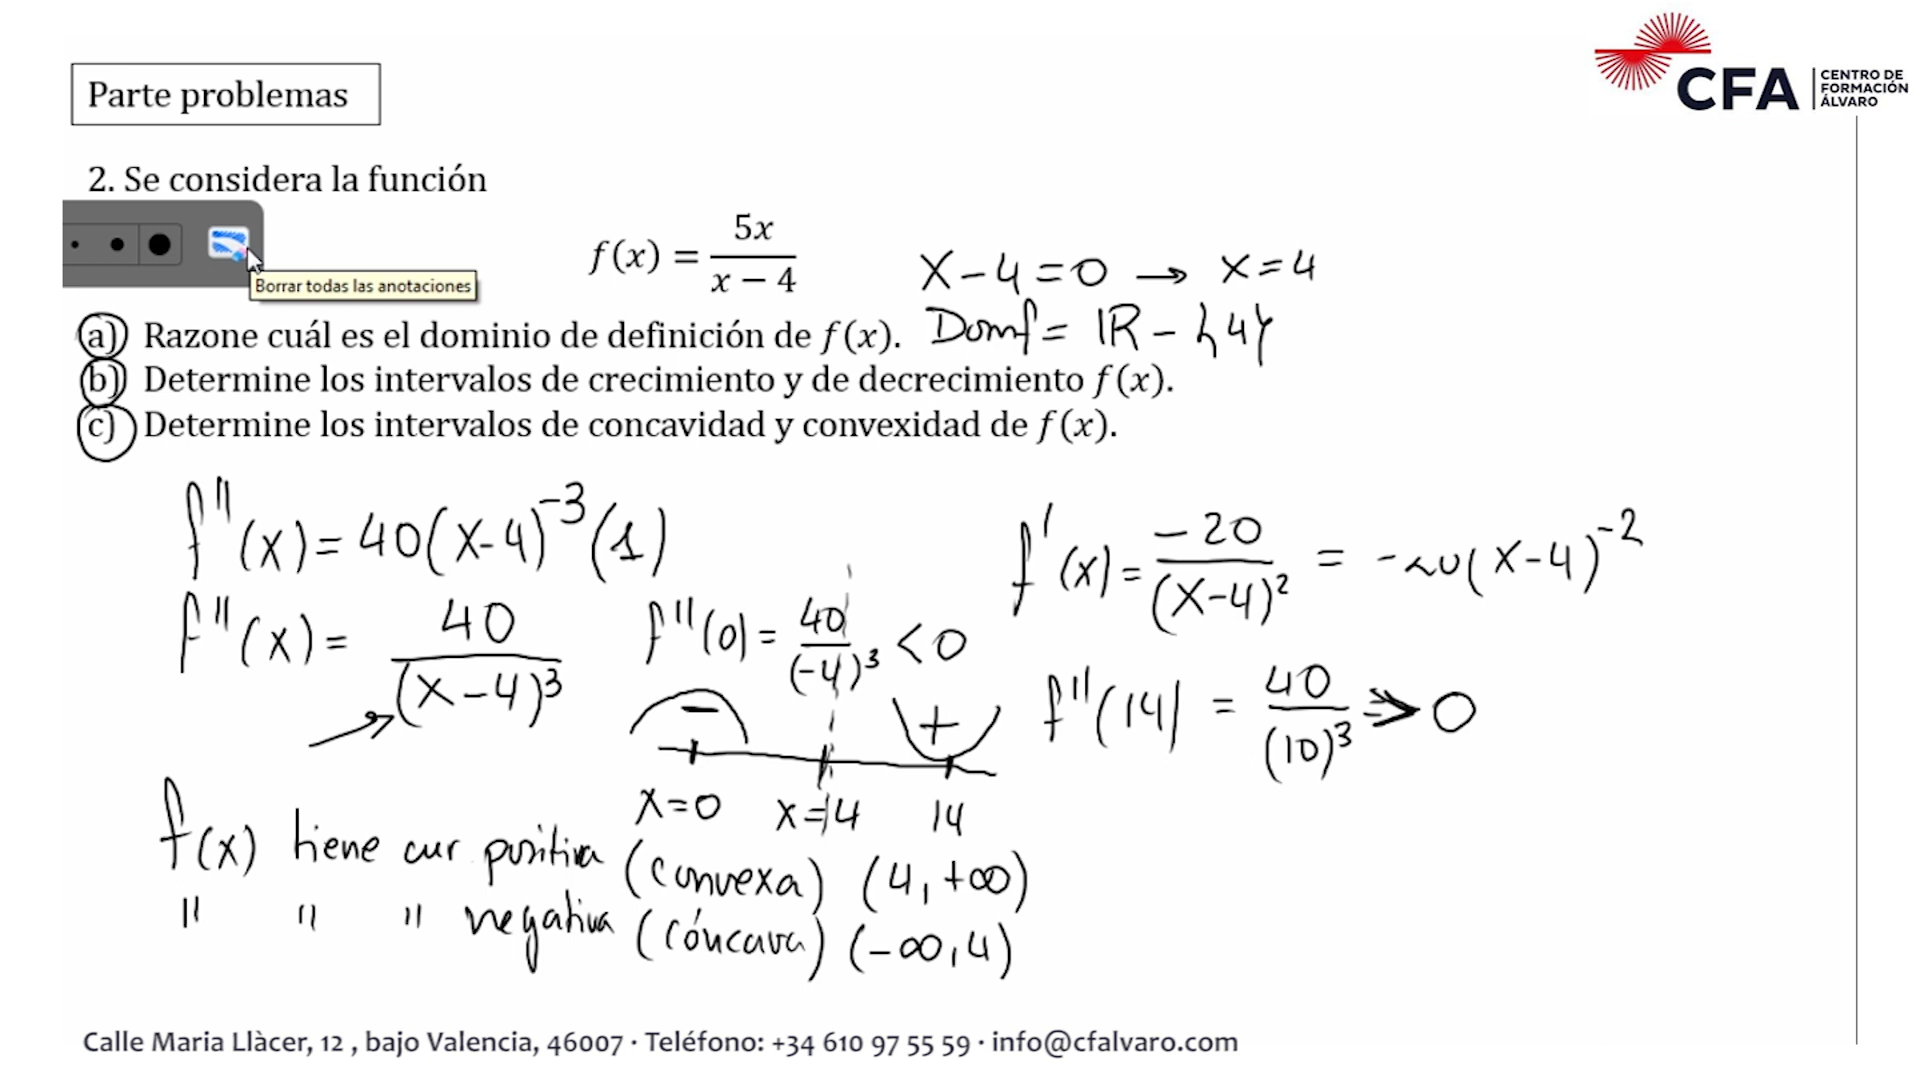 CFA CENTRO DE
FORMACIÓN
ÁLVARO
Parte problemas
2. Se considera la función
Borrar todas las anotaciones
f(x) = 5x / (x − 4)
x-4=0 → x=4
a) Razone cuál es el dominio de definición de f(x).
Domf = ℝ - {4}
b) Determine los intervalos de crecimiento y de decrecimiento f(x).
c) Determine los intervalos de concavidad y convexidad de f(x).
f''(x) = 40(x-4)^-3 (1)
f'(x) = -20/(x-4)² = -20(x-4)^-2
f''(x) = 40/(x-4)³
f''(0) = 40/(-4)³ < 0
f''(14) = 40/(10)³ > 0
- +
x=0 x=4 14
f(x) tiene cur positiva (convexa) (4, +∞)
" " " negativa (cóncava) (-∞, 4)
Calle Maria Llàcer, 12 , bajo Valencia, 46007 · Teléfono: +34 610 97 55 59 · info@cfalvaro.com